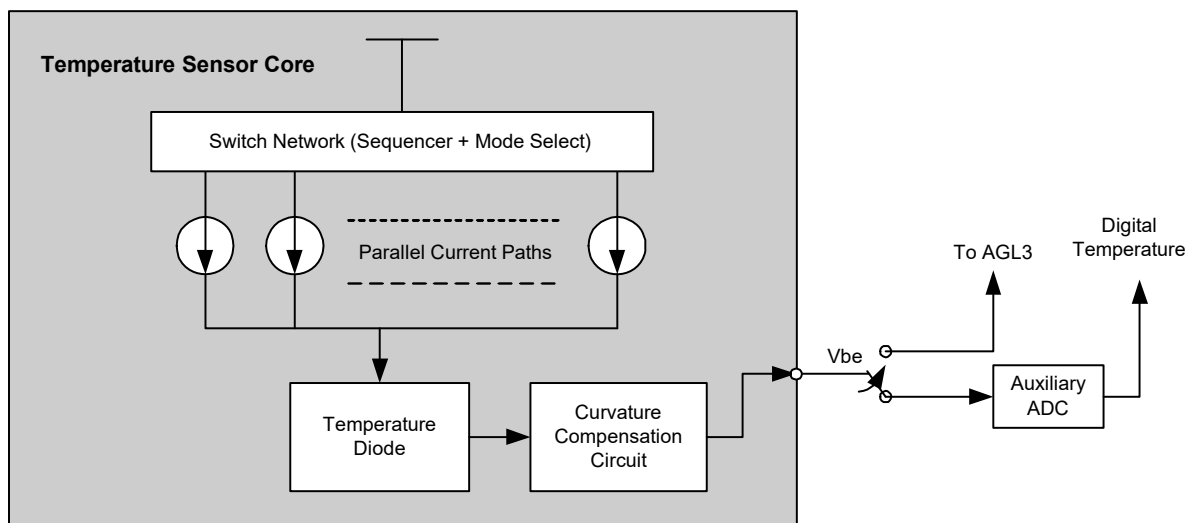 Temperature Sensor Core
Switch Network (Sequencer + Mode Select)
Parallel Current Paths
Digital
Temperature
To AGL3
Vbe
Auxiliary
ADC
Temperature
Diode
Curvature
Compensation
Circuit